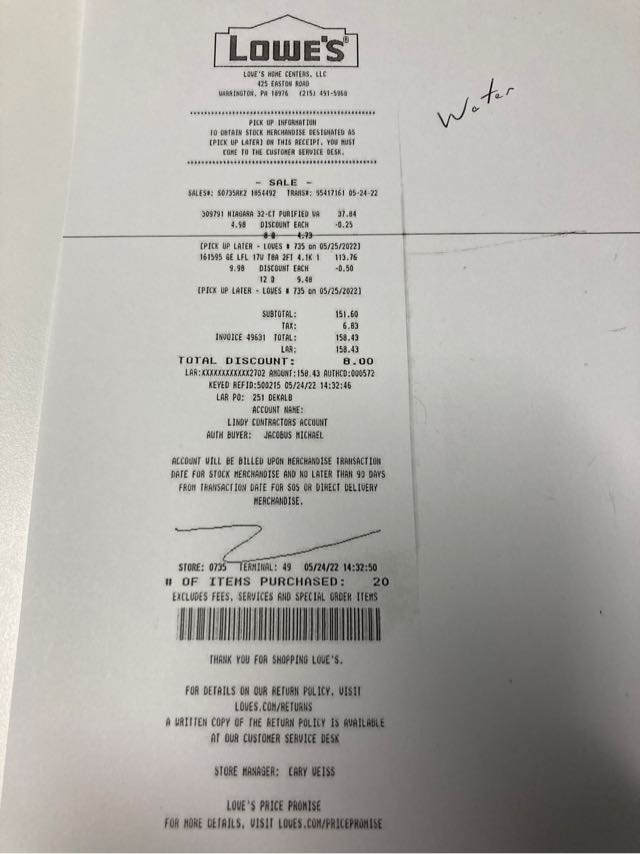 LOWE'S®
LOWE'S HOME CENTERS, LLC
425 EASTON ROAD
WARRINGTON, PA 18976 (215) 491-5960
Water
PICK UP INFORMATION
TO OBTAIN STOCK MERCHANDISE DESIGNATED AS
[PICK UP LATER] ON THIS RECEIPT, YOU MUST
COME TO THE CUSTOMER SERVICE DESK.
- SALE -
SALES#: S0735RK2 1854492 TRANS#: 95417161 05-24-22
309791 NIAGARA 32-CT PURIFIED WA 37.84
4.98 DISCOUNT EACH -0.25
8 @ 4.73
[PICK UP LATER - LOWES # 735 on 05/25/2022]
161595 GE LFL 17W T8A 2FT 4.1K 1 113.76
9.98 DISCOUNT EACH -0.50
12 @ 9.48
[PICK UP LATER - LOWES # 735 on 05/25/2022]
SUBTOTAL: 151.60
TAX: 6.83
INVOICE 49631 TOTAL: 158.43
LAR: 158.43
TOTAL DISCOUNT: 8.00
LAR:XXXXXXXXXXXX2702 AMOUNT:158.43 AUTHCD:000572
KEYED REFID:500215 05/24/22 14:32:46
LAR PO: 251 DEKALB
ACCOUNT NAME:
LINDY CONTRACTORS ACCOUNT
AUTH BUYER: JACOBUS MICHAEL
ACCOUNT WILL BE BILLED UPON MERCHANDISE TRANSACTION
DATE FOR STOCK MERCHANDISE AND NO LATER THAN 90 DAYS
FROM TRANSACTION DATE FOR SOS OR DIRECT DELIVERY
MERCHANDISE.
STORE: 0735 TERMINAL: 49 05/24/22 14:32:50
# OF ITEMS PURCHASED: 20
EXCLUDES FEES, SERVICES AND SPECIAL ORDER ITEMS
THANK YOU FOR SHOPPING LOWE'S.
FOR DETAILS ON OUR RETURN POLICY, VISIT
LOWES.COM/RETURNS
A WRITTEN COPY OF THE RETURN POLICY IS AVAILABLE
AT OUR CUSTOMER SERVICE DESK
STORE MANAGER: CARY WEISS
LOWE'S PRICE PROMISE
FOR MORE DETAILS, VISIT LOWES.COM/PRICEPROMISE